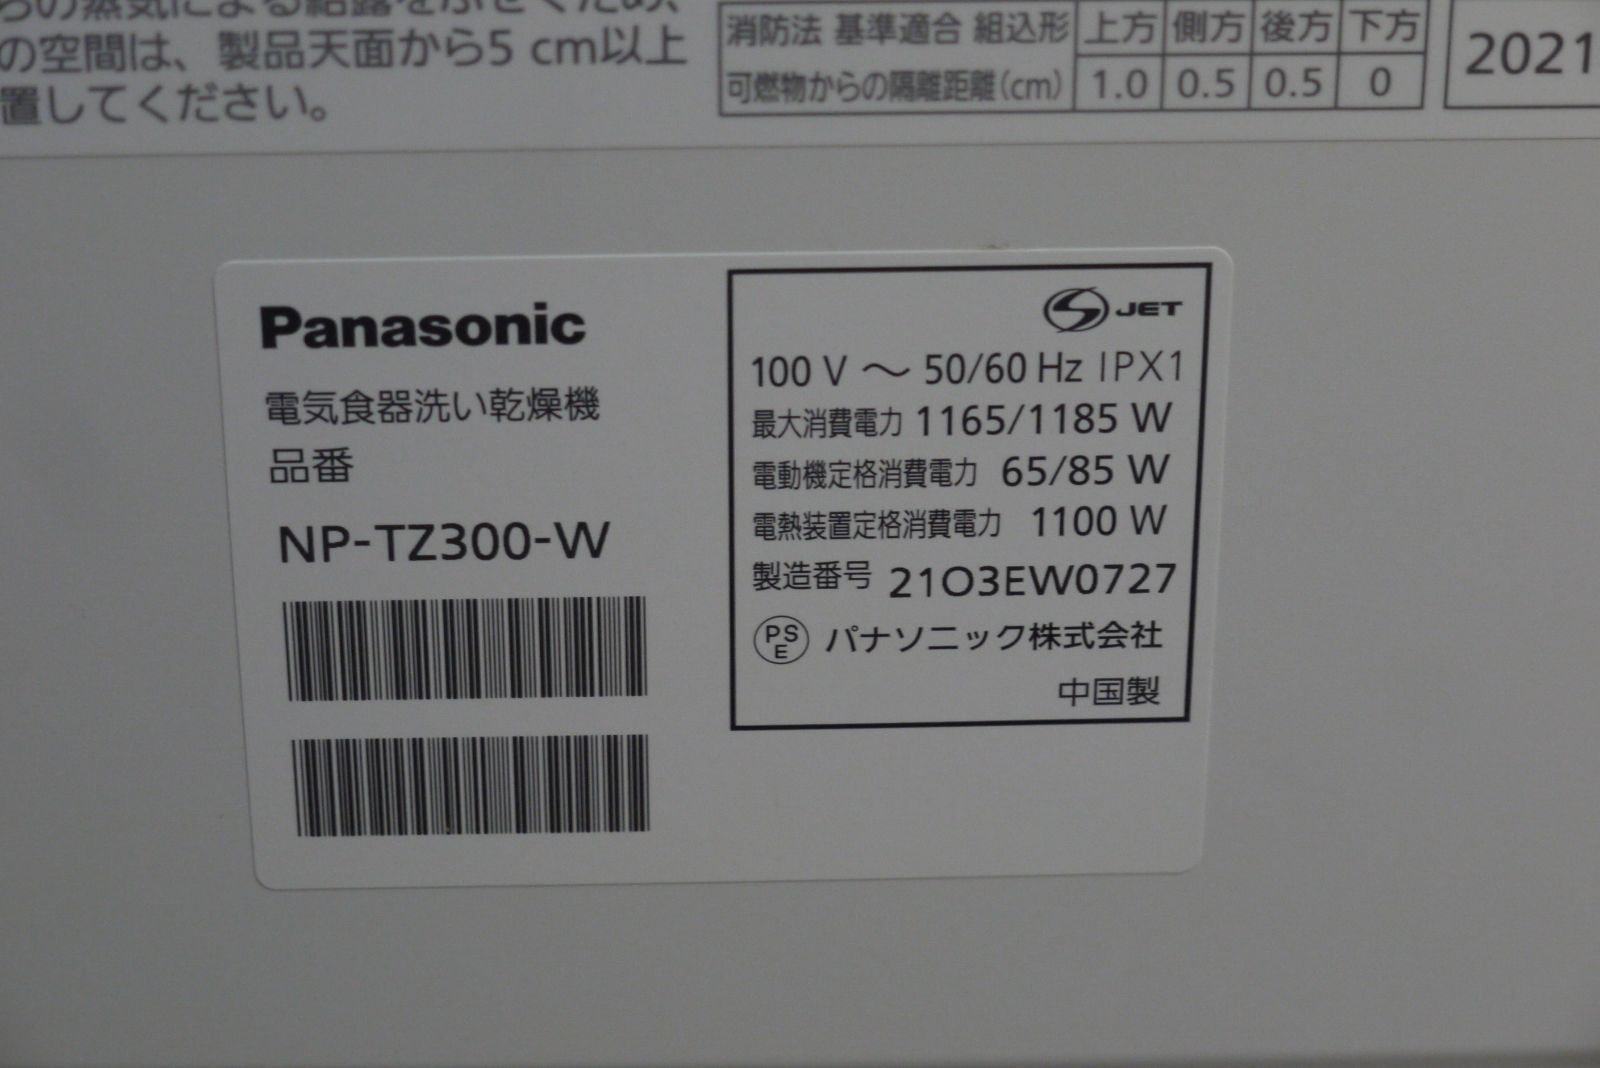 の空間は、製品天面から5 cm以上
置してください。
消防法 基準適合 組込形 上方 側方 後方 下方
可燃物からの隔離距離(cm) 1.0 0.5 0.5 0
2021
Panasonic
電気食器洗い乾燥機
品番
NP-TZ300-W
JET
100 V ～ 50/60 Hz IPX1
最大消費電力 1165/1185 W
電動機定格消費電力 65/85 W
電熱装置定格消費電力 1100 W
製造番号 21O3EW0727
PS
E
パナソニック株式会社
中国製